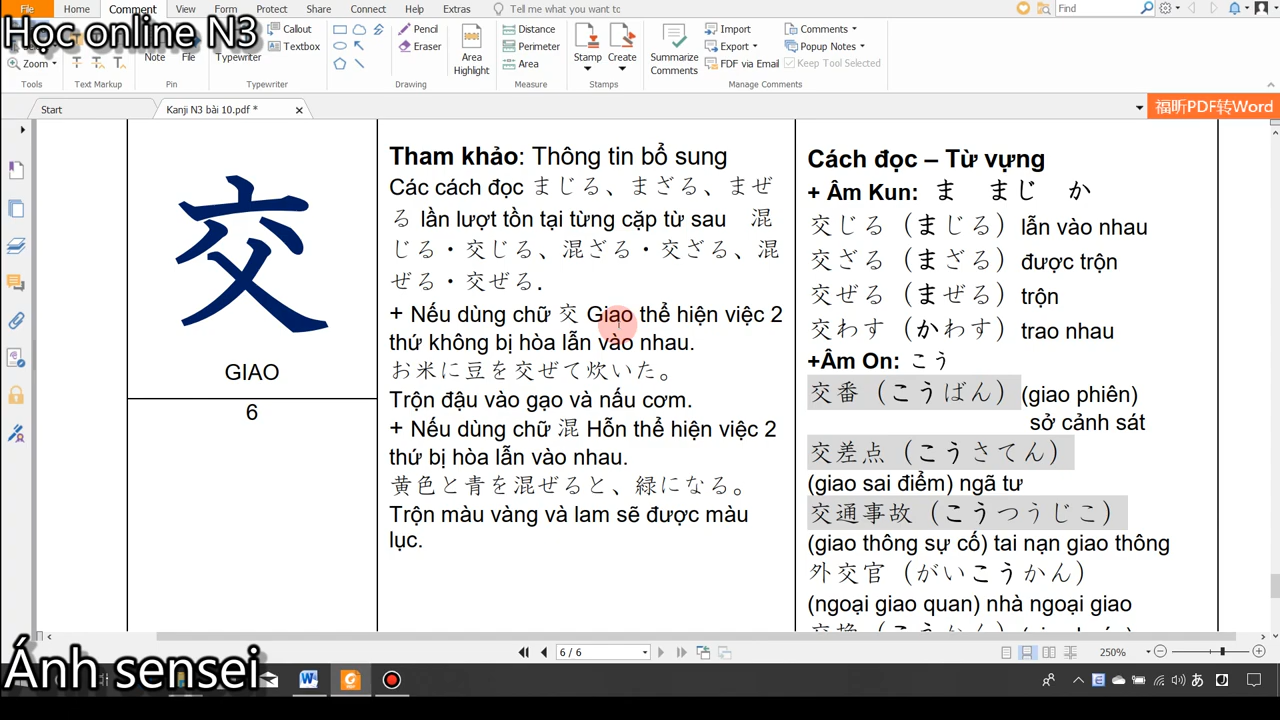 File Comment View Form Protect Share Connect Help Extras Tell me what you want tc Find
Học online N3
Zoom
Note File Typewriter
Callout
Textbox
Pencil
Eraser
Area Highlight
Distance
Perimeter
Area
Stamp Create
Summarize Comments
Import
Export
FDF via Email
Comments
Popup Notes
Keep Tool Selected
Tools Text Markup Typewriter Drawing Measure Stamps Manage Comments
Start Kanji N3 bài 10.pdf * 福昕PDF转Word
交
GIAO
6
Tham khảo: Thông tin bổ sung
Các cách đọc まじる、まざる、まぜ
る lần lượt tồn tại từng cặp từ sau 混
じる・交じる、混ざる・交ざる、混
ぜる・交ぜる.
+ Nếu dùng chữ 交 Giao thể hiện việc 2
thứ không bị hòa lẫn vào nhau.
お米に豆を交ぜて炊いた。
Trộn đậu vào gạo và nấu cơm.
+ Nếu dùng chữ 混 Hỗn thể hiện việc 2
thứ bị hòa lẫn vào nhau.
黄色と青を混ぜると、緑になる。
Trộn màu vàng và lam sẽ được màu
lục.
Cách đọc – Từ vựng
+ Âm Kun: ま まじ か
交じる（まじる）lẫn vào nhau
交ざる（まざる）được trộn
交ぜる（まぜる）trộn
交わす（かわす）trao nhau
+Âm On: こう
交番（こうばん）(giao phiên)
sở cảnh sát
交差点（こうさてん）
(giao sai điểm) ngã tư
交通事故（こうつうじこ）
(giao thông sự cố) tai nạn giao thông
外交官（がいこうかん）
(ngoại giao quan) nhà ngoại giao
6 / 6 250%
Ánh sensei